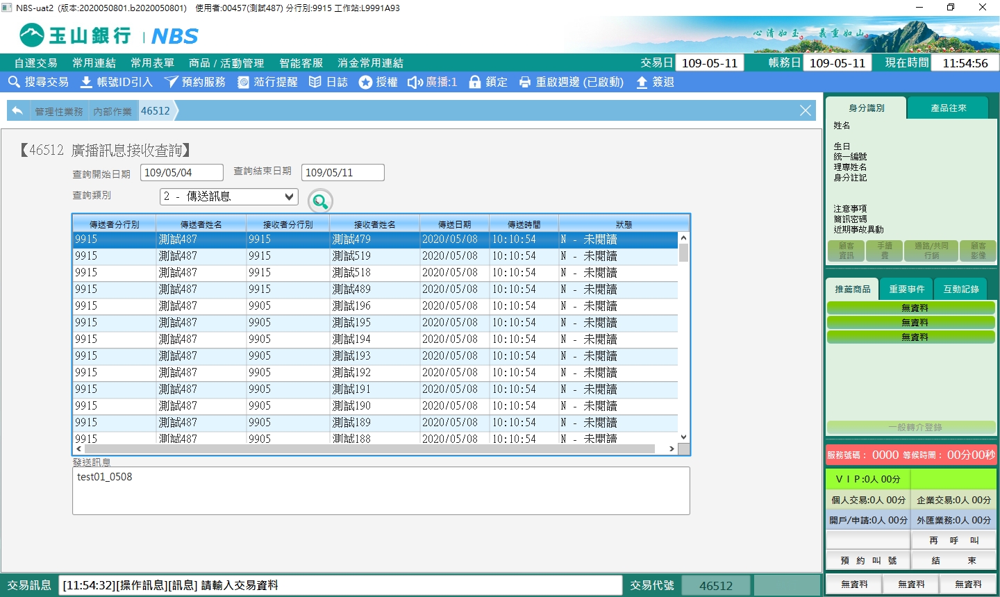 NBS-uat2 (版本:2020050801.b2020050801) 使用者:00457(測試487) 分行別:9915 工作站:L9991A93
玉山銀行 NBS
心清如玉。義重如山。
自選交易 常用連結 常用表單 商品 / 活動管理 智能客服 消金常用連結 交易日 109-05-11 帳務日 109-05-11 現在時間 11:54:56
搜尋交易 帳號ID引入 預約服務 蒞行提醒 日誌 授權 廣播:1 鎖定 重啟週邊 (已啟動) 簽退
管理性業務 內部作業 46512
【46512 廣播訊息接收查詢】
查詢開始日期 109/05/04 查詢結束日期 109/05/11
查詢類別 2 - 傳送訊息
傳送者分行別 傳送者姓名 接收者分行別 接收者姓名 傳送日期 傳送時間 狀態
9915 測試487 9915 測試479 2020/05/08 10:10:54 N - 未閱讀
9915 測試487 9915 測試519 2020/05/08 10:10:54 N - 未閱讀
9915 測試487 9915 測試518 2020/05/08 10:10:54 N - 未閱讀
9915 測試487 9915 測試489 2020/05/08 10:10:54 N - 未閱讀
9915 測試487 9905 測試196 2020/05/08 10:10:54 N - 未閱讀
9915 測試487 9905 測試195 2020/05/08 10:10:54 N - 未閱讀
9915 測試487 9905 測試194 2020/05/08 10:10:54 N - 未閱讀
9915 測試487 9905 測試193 2020/05/08 10:10:54 N - 未閱讀
9915 測試487 9905 測試192 2020/05/08 10:10:54 N - 未閱讀
9915 測試487 9905 測試191 2020/05/08 10:10:54 N - 未閱讀
9915 測試487 9905 測試190 2020/05/08 10:10:54 N - 未閱讀
9915 測試487 9905 測試189 2020/05/08 10:10:54 N - 未閱讀
9915 測試487 9905 測試188 2020/05/08 10:10:54 N - 未閱讀
發送訊息
test01_0508
交易訊息 [11:54:32][操作訊息][訊息] 請輸入交易資料 交易代號 46512
身分識別 產品往來
姓名
生日
統一編號
理專姓名
身分註記
注意事項
簡訊密碼
近期事故異動
顧客資訊 手續費 通路/共同行銷 顧客影像
推薦商品 重要事件 互動記錄
無資料
無資料
無資料
一般轉介登錄
服務號碼： 0000 等候時間： 00分00秒
ＶＩＰ:0人 00分
個人交易:0人 00分 企業交易:0人 00分
開戶/申請:0人 00分 外匯業務:0人 00分
再 呼 叫
預 約 叫 號 結 束
無資料 無資料 無資料